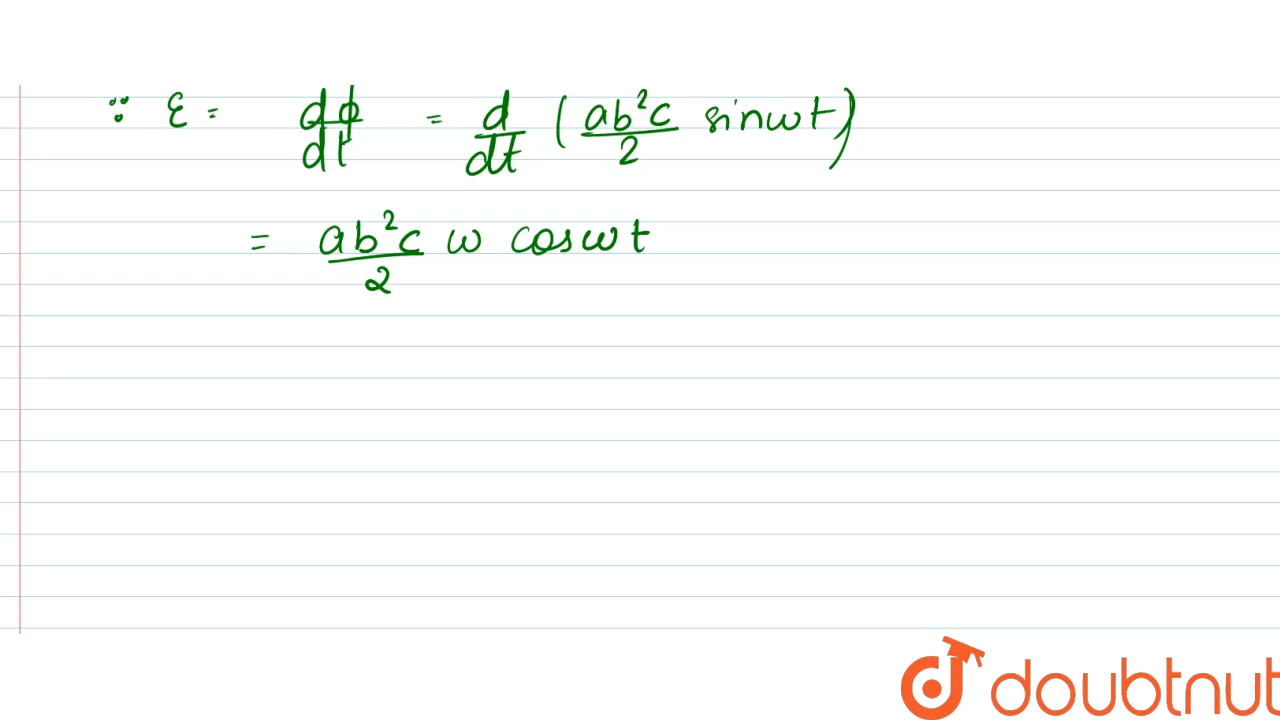 ∵ ε = dφ/dt = d/dt (ab²c/2 sinωt)
= ab²c/2 ω cosωt
doubtnut